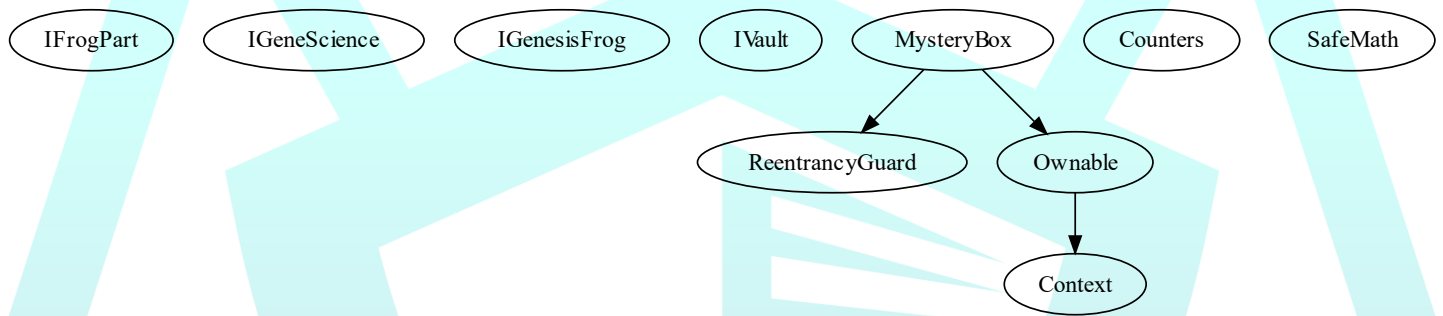 IFrogPart IGeneScience IGenesisFrog IVault MysteryBox Counters SafeMath
ReentrancyGuard Ownable
Context